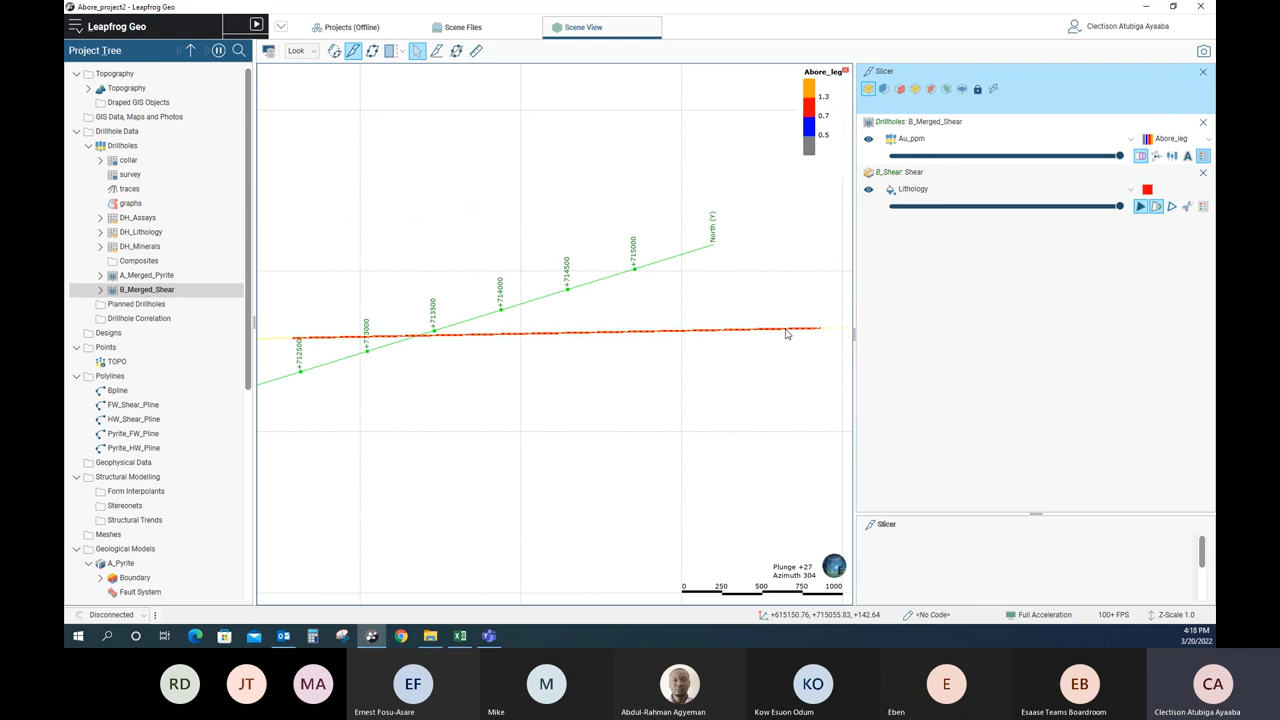 Abore_project2 - Leapfrog Geo
Leapfrog Geo
Projects (Offline)
Scene Files
Scene View
Clectison Atubiga Ayaaba
Project Tree
0
Look
Topography
Topography
Draped GIS Objects
GIS Data, Maps and Photos
Drillhole Data
Drillholes
collar
survey
traces
graphs
DH_Assays
DH_Lithology
DH_Minerals
Composites
A_Merged_Pyrite
B_Merged_Shear
Planned Drillholes
Drillhole Correlation
Designs
Points
TOPO
Polylines
Bpline
FW_Shear_Pline
HW_Shear_Pline
Pyrite_FW_Pline
Pyrite_HW_Pline
Geophysical Data
Structural Modelling
Form Interpolants
Stereonets
Structural Trends
Meshes
Geological Models
A_Pyrite
Boundary
Fault System
Abore_leg
1.3
0.7
0.5
North (Y)
+715000
+714500
+714000
+713500
+713000
+712500
Plunge +27
Azimuth 304
0 250 500 750 1000
Slicer
Drillholes: B_Merged_Shear
Au_ppm
Abore_leg
B_Shear: Shear
Lithology
Slicer
Disconnected
+615150.76, +715055.83, +142.64
<No Code>
Full Acceleration
100+ FPS
Z-Scale 1.0
4:18 PM
3/20/2022
RD
JT
MA
EF
Ernest Fosu-Asare
M
Mike
Abdul-Rahman Agyeman
KO
Kow Esuon Odum
E
Eben
EB
Esaase Teams Boardroom
CA
Clectison Atubiga Ayaaba